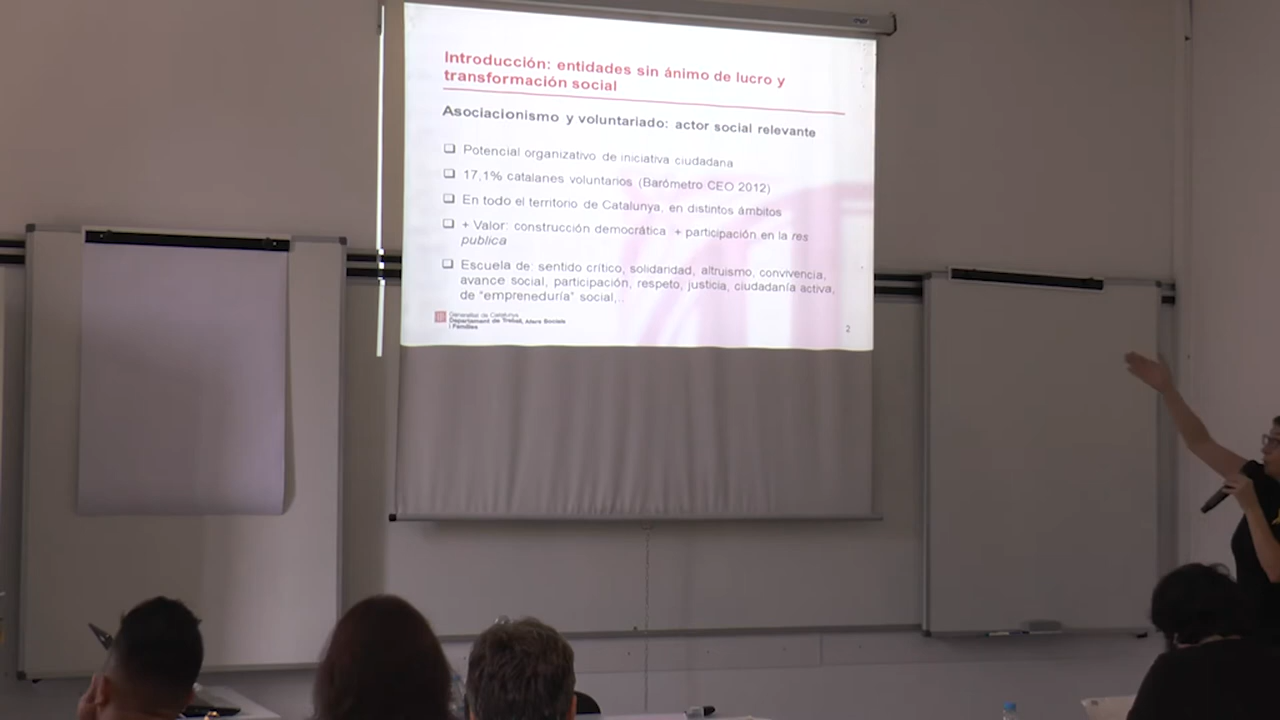 Introducción: entidades sin ánimo de lucro y
transformación social
Asociacionismo y voluntariado: actor social relevante
❑ Potencial organizativo de iniciativa ciudadana
❑ 17,1% catalanes voluntarios (Barómetro CEO 2012)
❑ En todo el territorio de Catalunya, en distintos ámbitos
❑ + Valor: construcción democrática + participación en la res
publica
❑ Escuela de: sentido crítico, solidaridad, altruismo, convivencia,
avance social, participación, respeto, justicia, ciudadanía activa,
de "empreneduría" social,..
Generalitat de Catalunya
Departament de Treball, Afers Socials
i Famílies
2